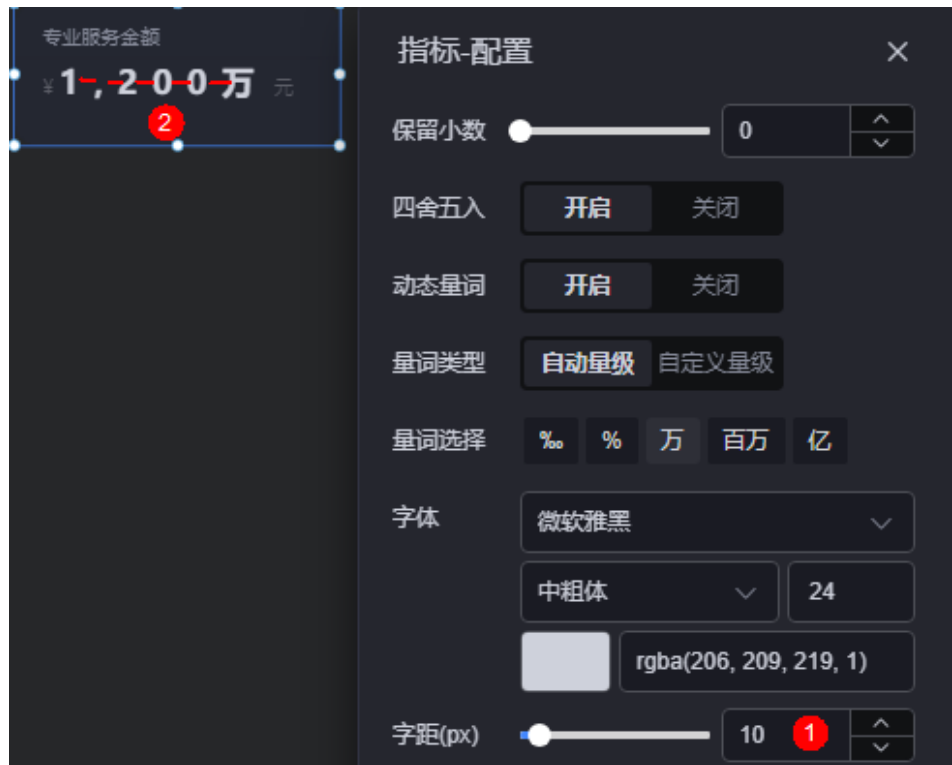 专业服务金额
¥1,200万 元
2
指标-配置
保留小数 0
四舍五入 开启 关闭
动态量词 开启 关闭
量词类型 自动量级 自定义量级
量词选择 ‰ % 万 百万 亿
字体 微软雅黑
中粗体 24
rgba(206, 209, 219, 1)
字距(px) 10 1